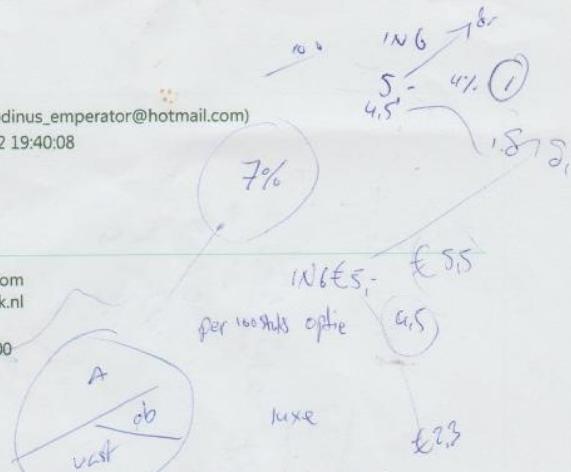 10
ING
5,-
4%
1
4,5
dinus_emperator@hotmail.com)
2 19:40:08
7%
om
k.nl
ING €5,-
€ 5,5
per 100 stuks optie
4,5
00
A
ob
vast
luxe
€2,3